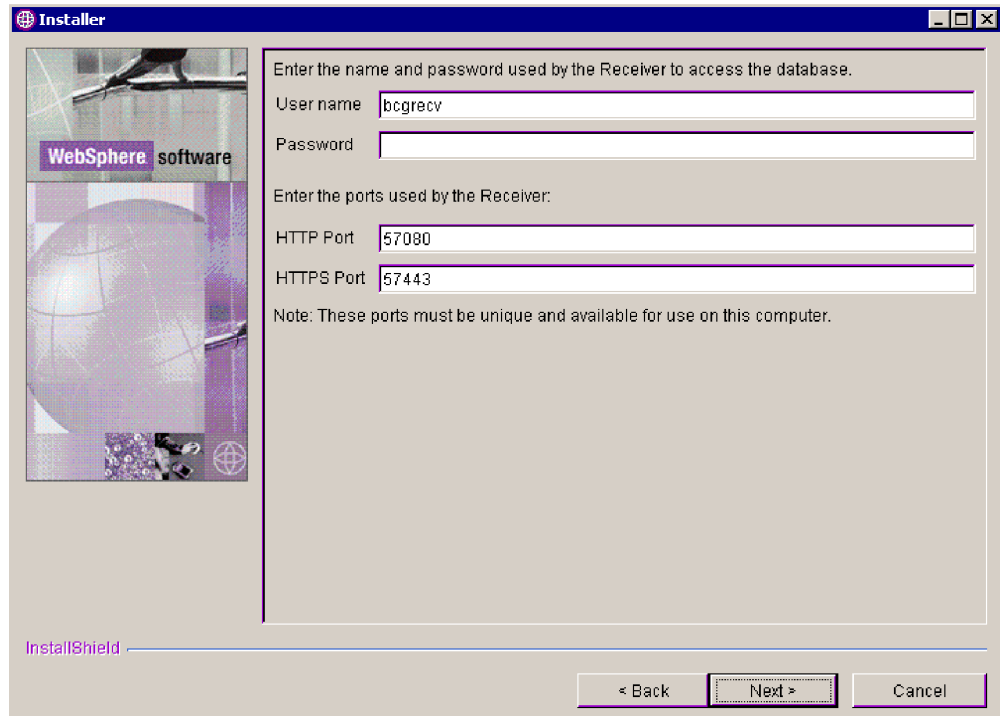 Installer
WebSphere software
Enter the name and password used by the Receiver to access the database.
User name bcgrecv
Password
Enter the ports used by the Receiver:
HTTP Port 57080
HTTPS Port 57443
Note: These ports must be unique and available for use on this computer.
InstallShield
< Back Next > Cancel